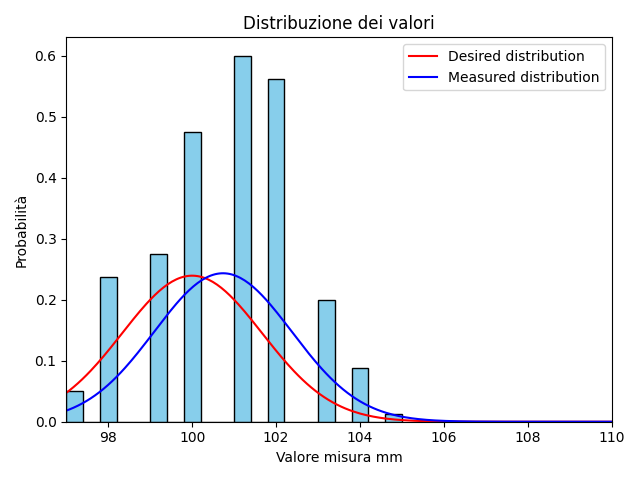 Distribuzione dei valori
Desired distribution
Measured distribution
Probabilità
0.6
0.5
0.4
0.3
0.2
0.1
0.0
98 100 102 104 106 108 110
Valore misura mm